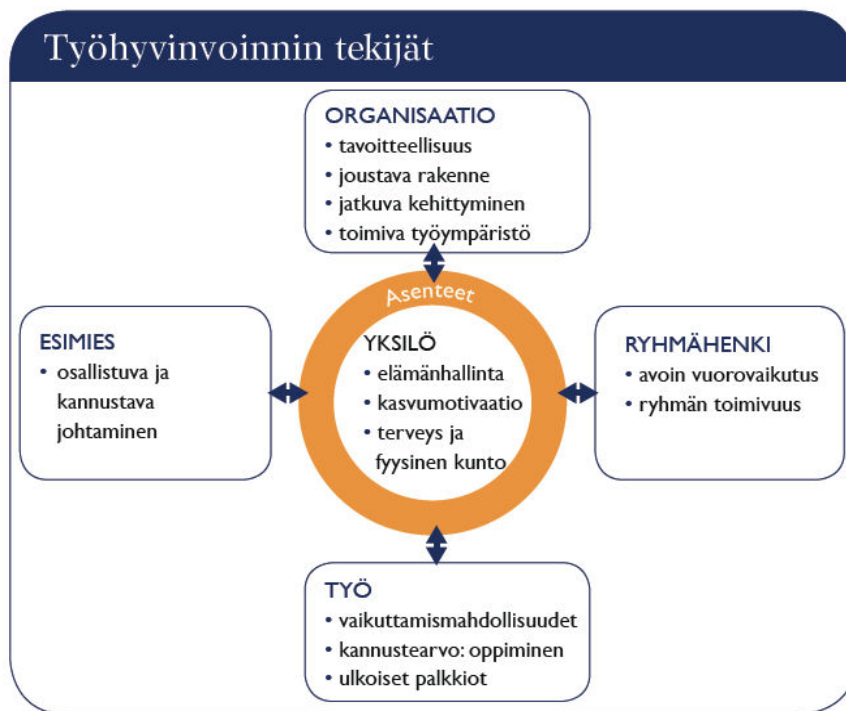 Työhyvinvoinnin tekijät
ORGANISAATIO
• tavoitteellisuus
• joustava rakenne
• jatkuva kehittyminen
• toimiva työympäristö
Asenteet
ESIMIES
• osallistuva ja
kannustava
johtaminen
YKSILÖ
• elämänhallinta
• kasvumotivaatio
• terveys ja
fyysinen kunto
RYHMÄHENKI
• avoin vuorovaikutus
• ryhmän toimivuus
TYÖ
• vaikuttamismahdollisuudet
• kannustearvo: oppiminen
• ulkoiset palkkiot